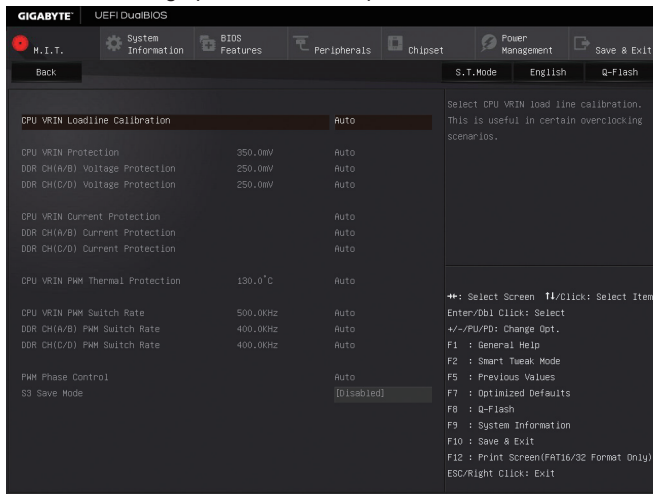 GIGABYTE™ UEFI DualBIOS
M.I.T. System Information BIOS Features Peripherals Chipset Power Management Save & Exit
Back S.T.Mode English Q-Flash
CPU VRIN Loadline Calibration Auto
CPU VRIN Protection 350.0mV Auto
DDR CH(A/B) Voltage Protection 250.0mV Auto
DDR CH(C/D) Voltage Protection 250.0mV Auto
CPU VRIN Current Protection Auto
DDR CH(A/B) Current Protection Auto
DDR CH(C/D) Current Protection Auto
CPU VRIN PWM Thermal Protection 130.0°C Auto
CPU VRIN PWM Switch Rate 500.0KHz Auto
DDR CH(A/B) PWM Switch Rate 400.0KHz Auto
DDR CH(C/D) PWM Switch Rate 400.0KHz Auto
PWM Phase Control Auto
S3 Save Mode [Disabled]
Select CPU VRIN load line calibration.
This is useful in certain overclocking
scenarios.
→←: Select Screen ↑↓/Click: Select Item
Enter/Dbl Click: Select
+/-/PU/PD: Change Opt.
F1 : General Help
F2 : Smart Tweak Mode
F5 : Previous Values
F7 : Optimized Defaults
F8 : Q-Flash
F9 : System Information
F10 : Save & Exit
F12 : Print Screen(FAT16/32 Format Only)
ESC/Right Click: Exit